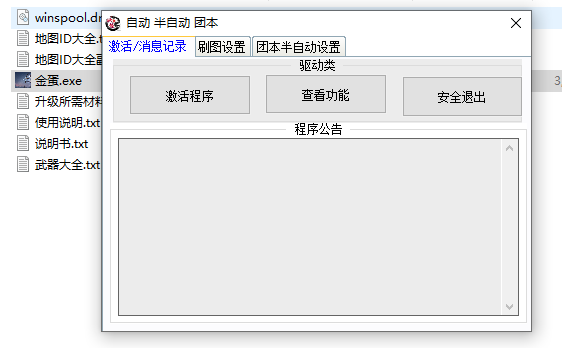 winspool.dr
自动 半自动 团本
地图ID大全.t
激活/消息记录 刷图设置 团本半自动设置
地图ID大全副
驱动类
金蛋.exe
3
激活程序 查看功能 安全退出
升级所需材料
使用说明.txt
程序公告
说明书.txt
武器大全.txt